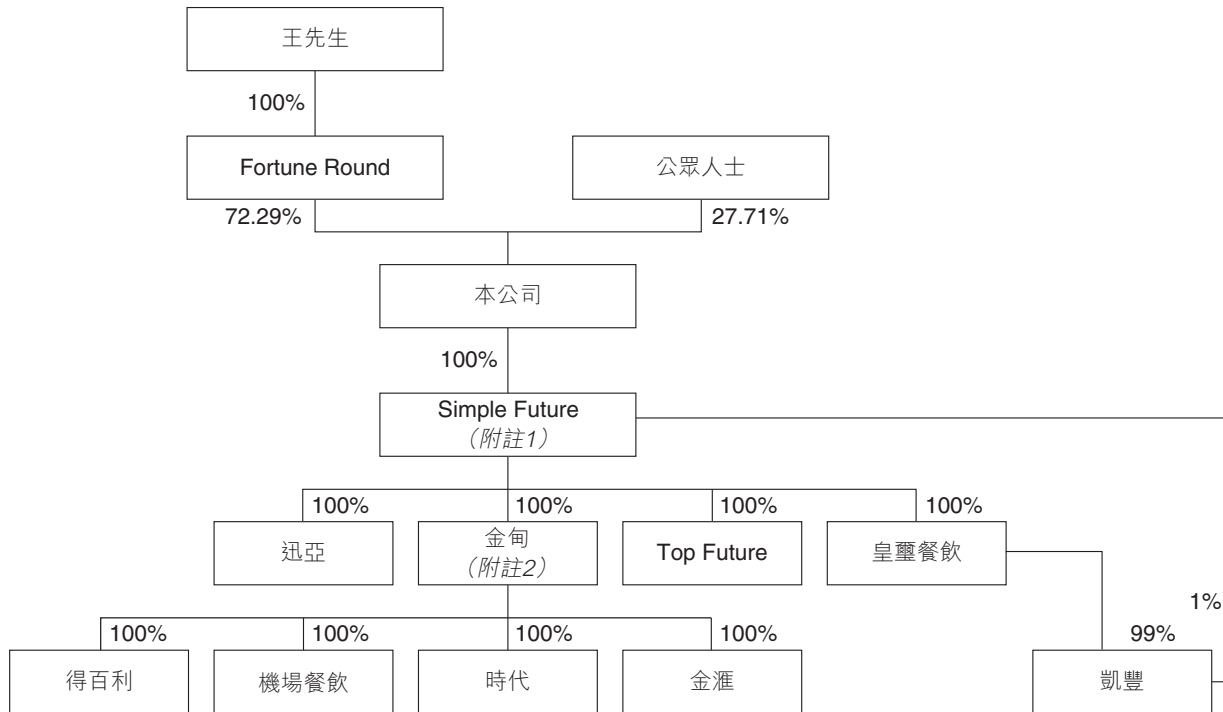 王先生
100%
Fortune Round
公眾人士
72.29%
27.71%
本公司
100%
Simple Future
（附註1）
100%
100%
100%
100%
迅亞
金甸
（附註2）
Top Future
皇璽餐飲
1%
100%
100%
100%
100%
99%
得百利
機場餐飲
時代
金滙
凱豐